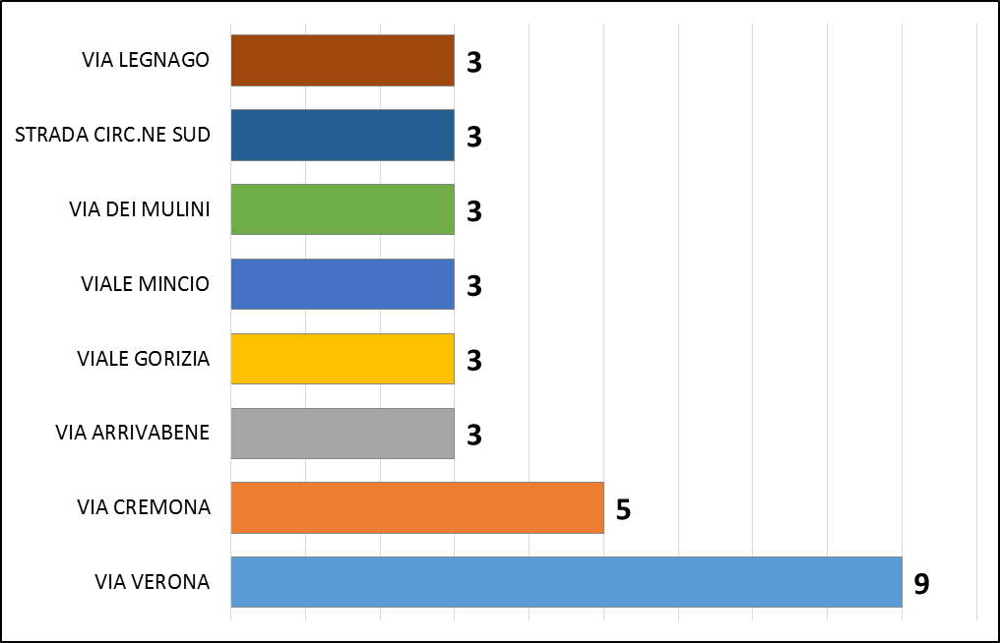 VIA LEGNAGO 3
STRADA CIRC.NE SUD 3
VIA DEI MULINI 3
VIALE MINCIO 3
VIALE GORIZIA 3
VIA ARRIVABENE 3
VIA CREMONA 5
VIA VERONA 9